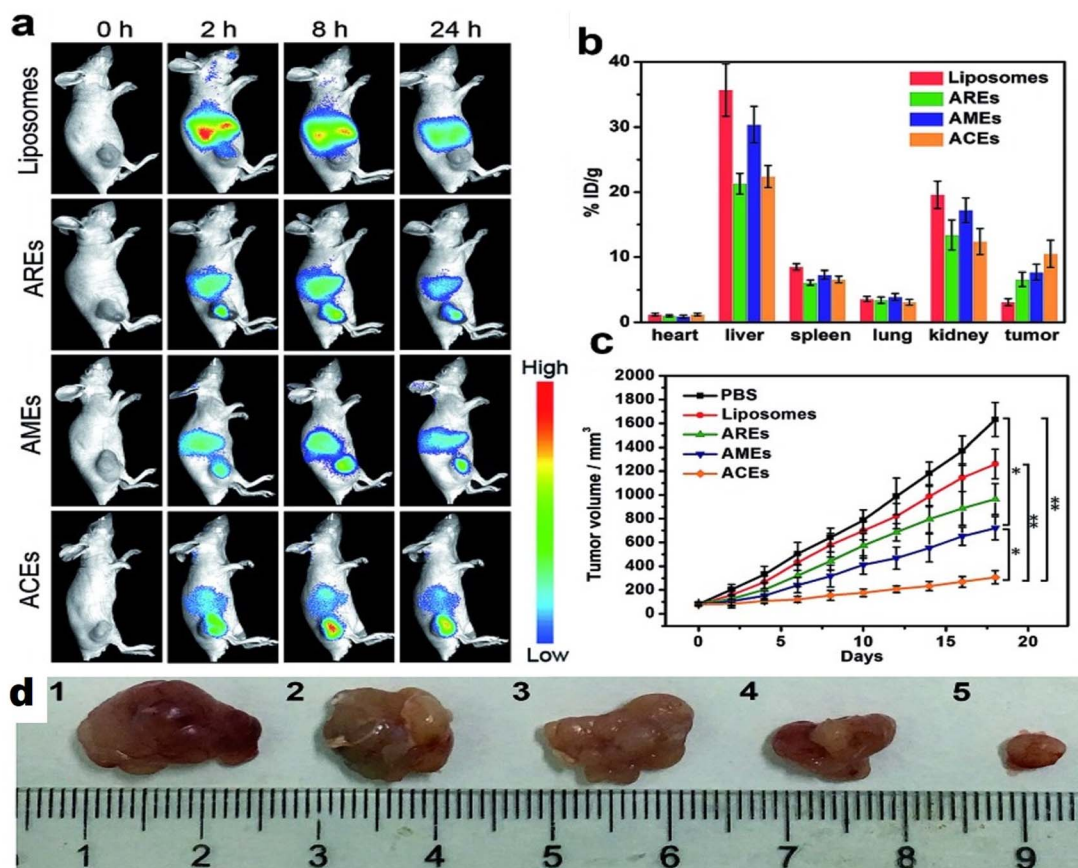 a
0 h 2 h 8 h 24 h
Liposomes
AREs
AMEs
ACEs
High
Low
b
% ID/g
40
30
20
10
0
Liposomes
AREs
AMEs
ACEs
heart liver spleen lung kidney tumor
c
Tumor volume / mm³
2000
1800
1600
1400
1200
1000
800
600
400
200
0
PBS
Liposomes
AREs
AMEs
ACEs
*
*
**
**
0 5 10 15 20
Days
d
1 2 3 4 5
1 2 3 4 5 6 7 8 9